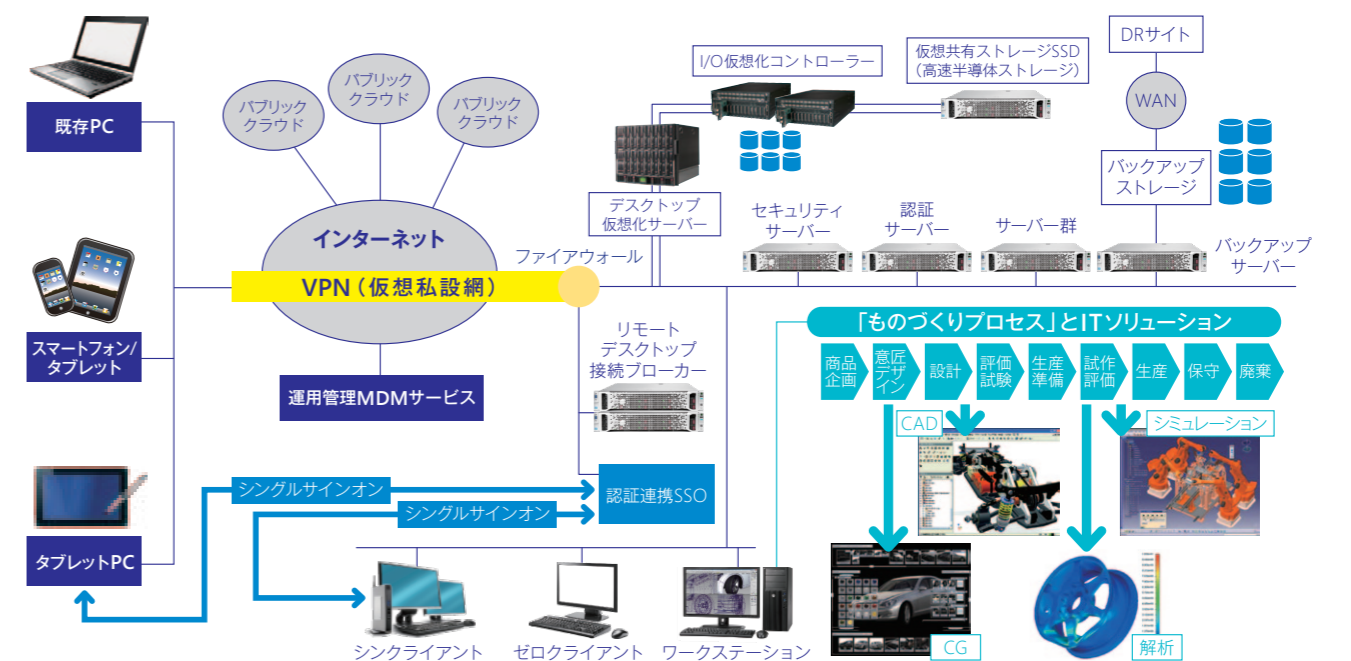 既存PC
スマートフォン/
タブレット
タブレットPC
パブリック
クラウド
パブリック
クラウド
パブリック
クラウド
インターネット
VPN（仮想私設網）
ファイアウォール
運用管理MDMサービス
リモート
デスクトップ
接続ブローカー
シングルサインオン
シングルサインオン
認証連携SSO
シンクライアント
ゼロクライアント
ワークステーション
I/O仮想化コントローラー
仮想共有ストレージSSD
（高速半導体ストレージ）
DRサイト
WAN
バックアップ
ストレージ
デスクトップ
仮想化サーバー
セキュリティ
サーバー
認証
サーバー
サーバー群
バックアップ
サーバー
「ものづくりプロセス」とITソリューション
商品
企画
意匠
デザ
イン
設計
評価
試験
生産
準備
試作
評価
生産
保守
廃棄
CAD
シミュレーション
CG
解析